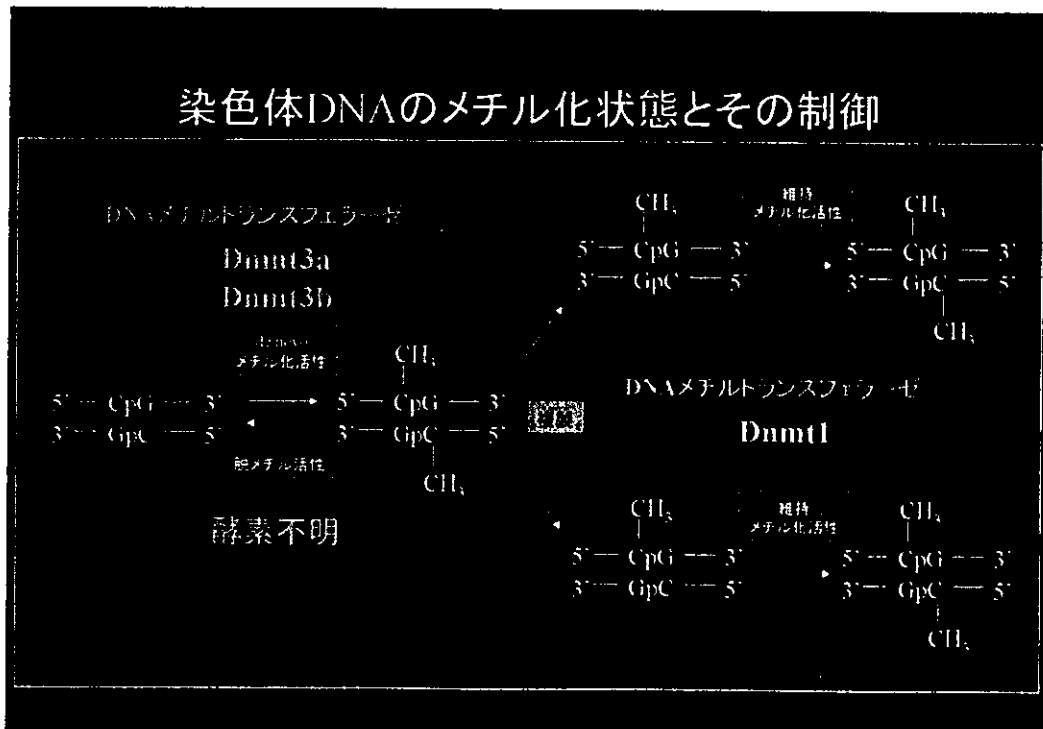 染色体DNAのメチル化状態とその制御
DNAメチルトランスフェラーゼ
Dnmt3a
Dnmt3b
de novo
メチル化活性
5'― CpG ― 3'
3'― GpC ― 5'
脱メチル活性
酵素不明
CH₃
5'― CpG ― 3'
3'― GpC ― 5'
CH₃
CH₃
5'― CpG ― 3'
3'― GpC ― 5'
維持
メチル化活性
CH₃
5'― CpG ― 3'
3'― GpC ― 5'
CH₃
DNAメチルトランスフェラーゼ
Dnmt1
CH₃
5'― CpG ― 3'
3'― GpC ― 5'
維持
メチル化活性
CH₃
5'― CpG ― 3'
3'― GpC ― 5'
CH₃